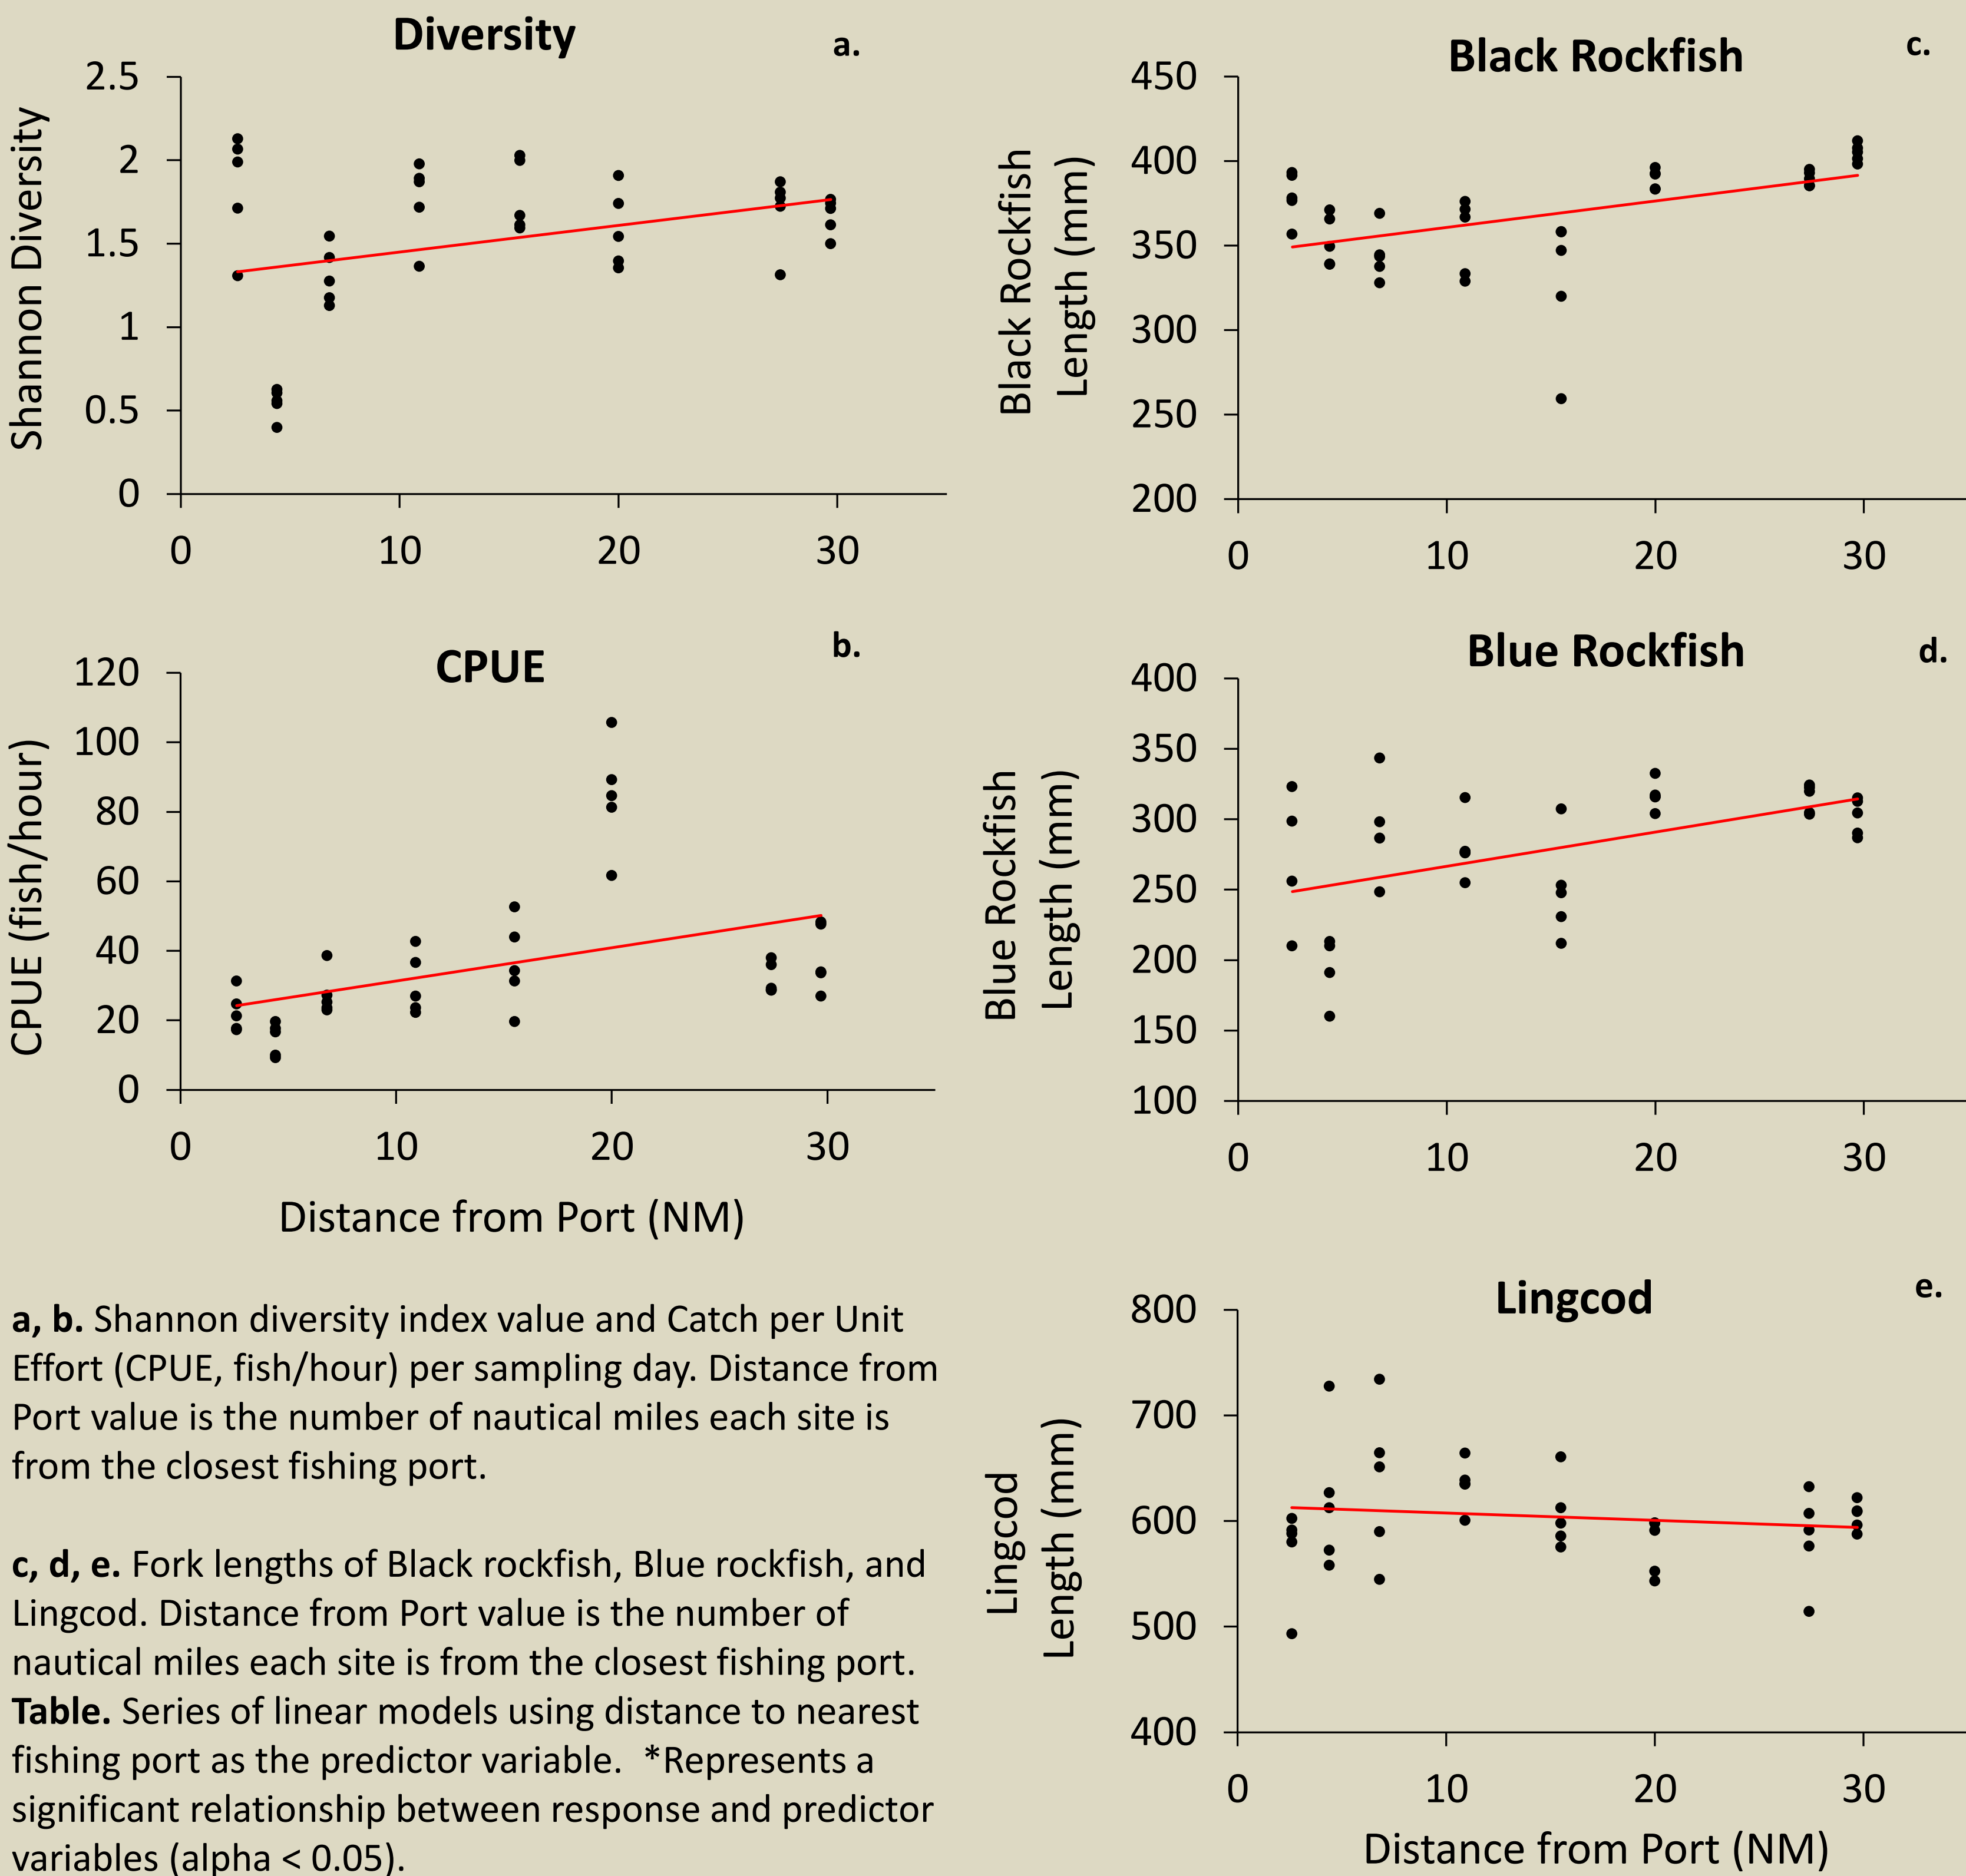 Diversity
a.
Shannon Diversity
2.5
2
1.5
1
0.5
0
0 10 20 30
CPUE
b.
CPUE (fish/hour)
120
100
80
60
40
20
0
0 10 20 30
Distance from Port (NM)
a, b. Shannon diversity index value and Catch per Unit
Effort (CPUE, fish/hour) per sampling day. Distance from
Port value is the number of nautical miles each site is
from the closest fishing port.
c, d, e. Fork lengths of Black rockfish, Blue rockfish, and
Lingcod. Distance from Port value is the number of
nautical miles each site is from the closest fishing port.
Table. Series of linear models using distance to nearest
fishing port as the predictor variable. *Represents a
significant relationship between response and predictor
variables (alpha < 0.05).
Black Rockfish
c.
Black Rockfish
Length (mm)
450
400
350
300
250
200
0 10 20 30
Blue Rockfish
d.
Blue Rockfish
Length (mm)
400
350
300
250
200
150
100
0 10 20 30
Lingcod
e.
Lingcod
Length (mm)
800
700
600
500
400
0 10 20 30
Distance from Port (NM)